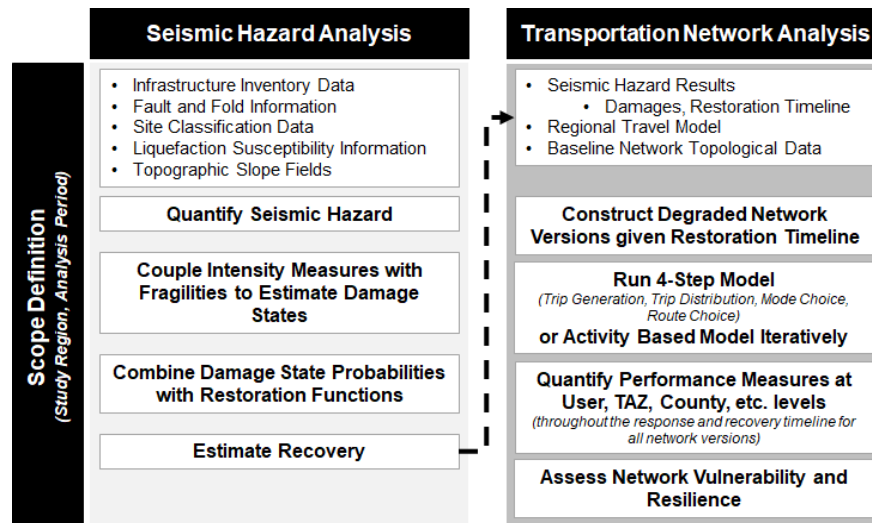 Seismic Hazard Analysis
Transportation Network Analysis
Scope Definition
(Study Region, Analysis Period)
• Infrastructure Inventory Data
• Fault and Fold Information
• Site Classification Data
• Liquefaction Susceptibility Information
• Topographic Slope Fields
Quantify Seismic Hazard
Couple Intensity Measures with
Fragilities to Estimate Damage
States
Combine Damage State Probabilities
with Restoration Functions
Estimate Recovery
• Seismic Hazard Results
• Damages, Restoration Timeline
• Regional Travel Model
• Baseline Network Topological Data
Construct Degraded Network
Versions given Restoration Timeline
Run 4-Step Model
(Trip Generation, Trip Distribution, Mode Choice,
Route Choice)
or Activity Based Model Iteratively
Quantify Performance Measures at
User, TAZ, County, etc. levels
(throughout the response and recovery timeline for
all network versions)
Assess Network Vulnerability and
Resilience